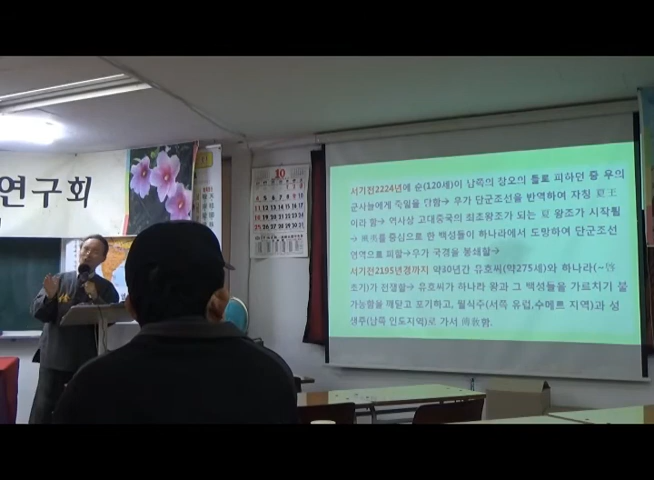 연구회
10
서기전2224년에 순(120세)이 남쪽의 창오의 들로 피하던 중 우의
군사들에게 죽임을 당함→ 우가 단군조선을 반역하여 자칭 夏王
이라 함→ 역사상 고대중국의 최초왕조가 되는 夏 왕조가 시작됨
→ 을 중심으로 한 백성들이 하나라에서 도망하여 단군조선
영역으로 피함→우가 국경을 봉쇄함→
서기전2195년경까지 약30년간 유호씨(약275세)와 하나라(~啓
초기)가 전쟁함→ 유호씨가 하나라 왕과 그 백성들을 가르치기 불
가능함을 깨닫고 포기하고, 월식주(서쪽 유럽,수메르 지역)과 성
생주(남쪽 인도지역)로 가서 傳敎함.